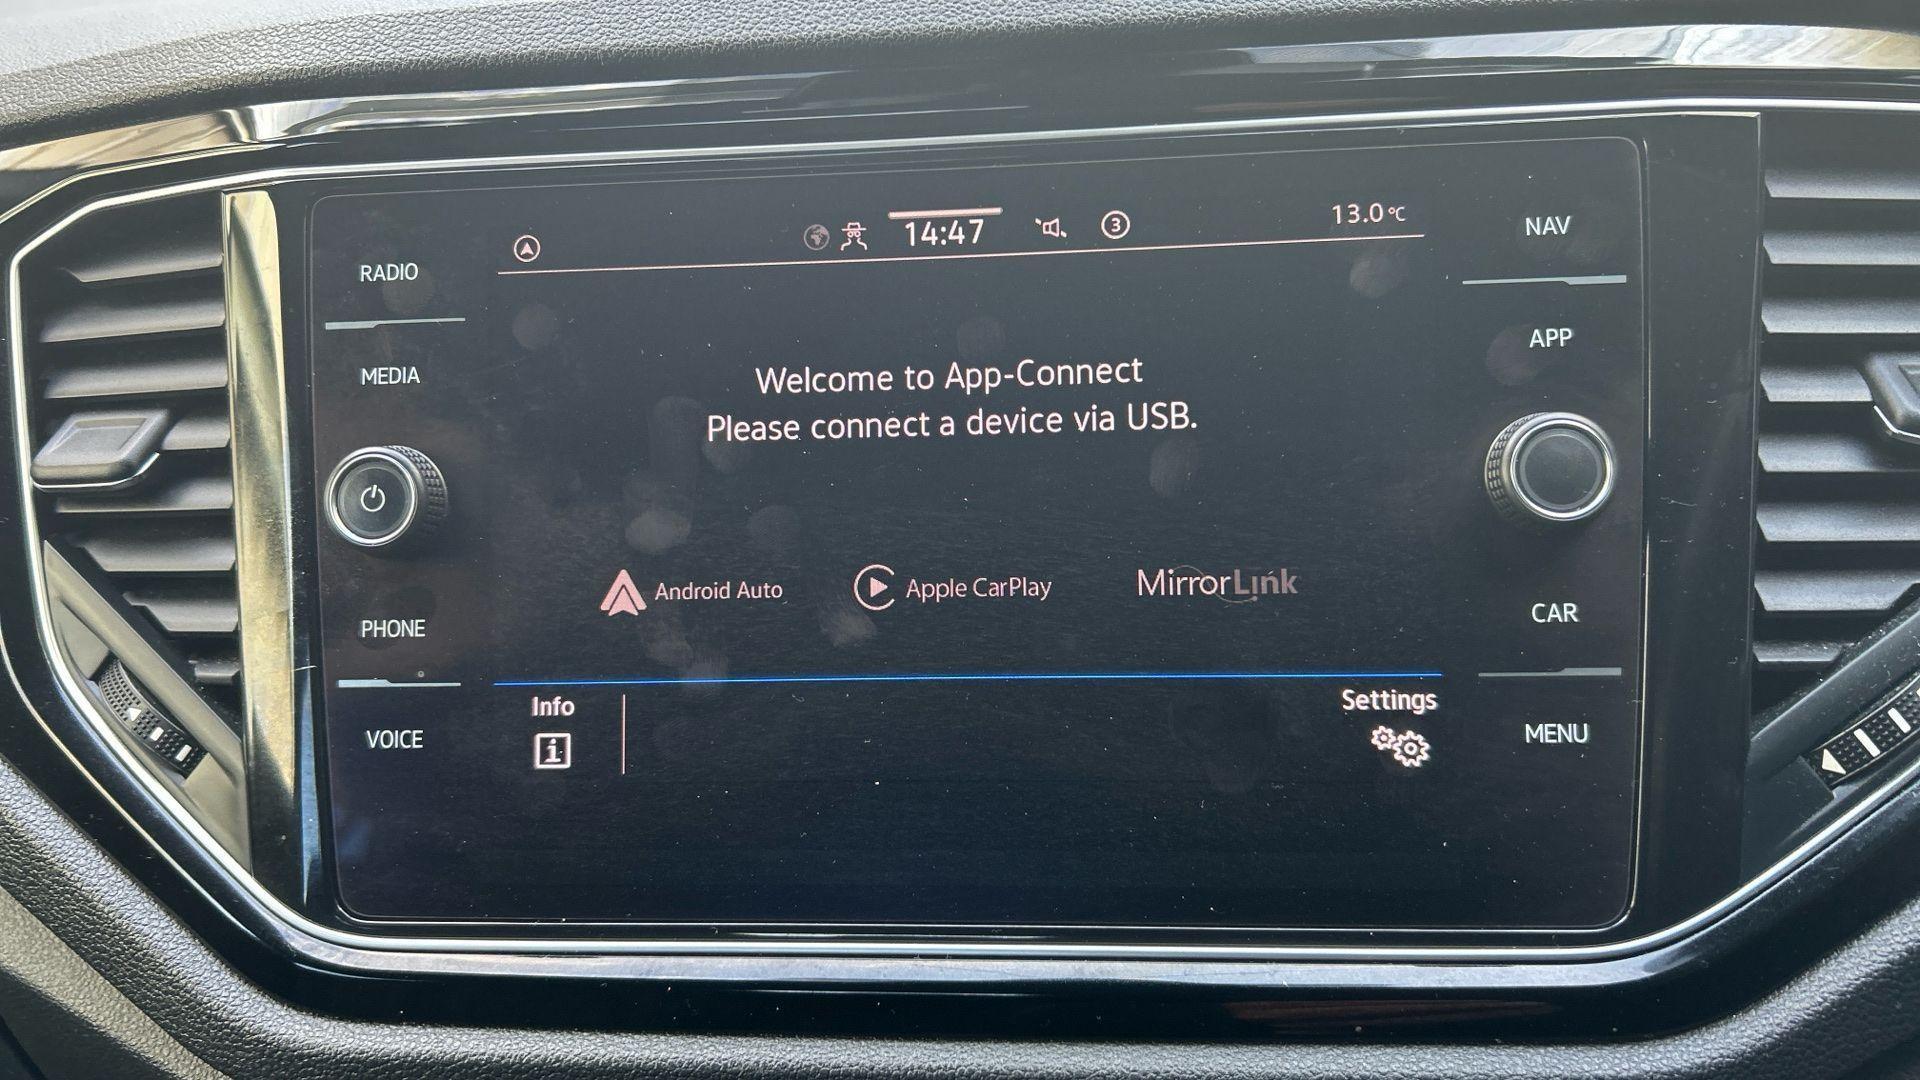 14:47
3
13.0 °C
NAV
RADIO
APP
MEDIA
Welcome to App-Connect
Please connect a device via USB.
Android Auto
Apple CarPlay
MirrorLink
PHONE
CAR
Info
Settings
VOICE
MENU